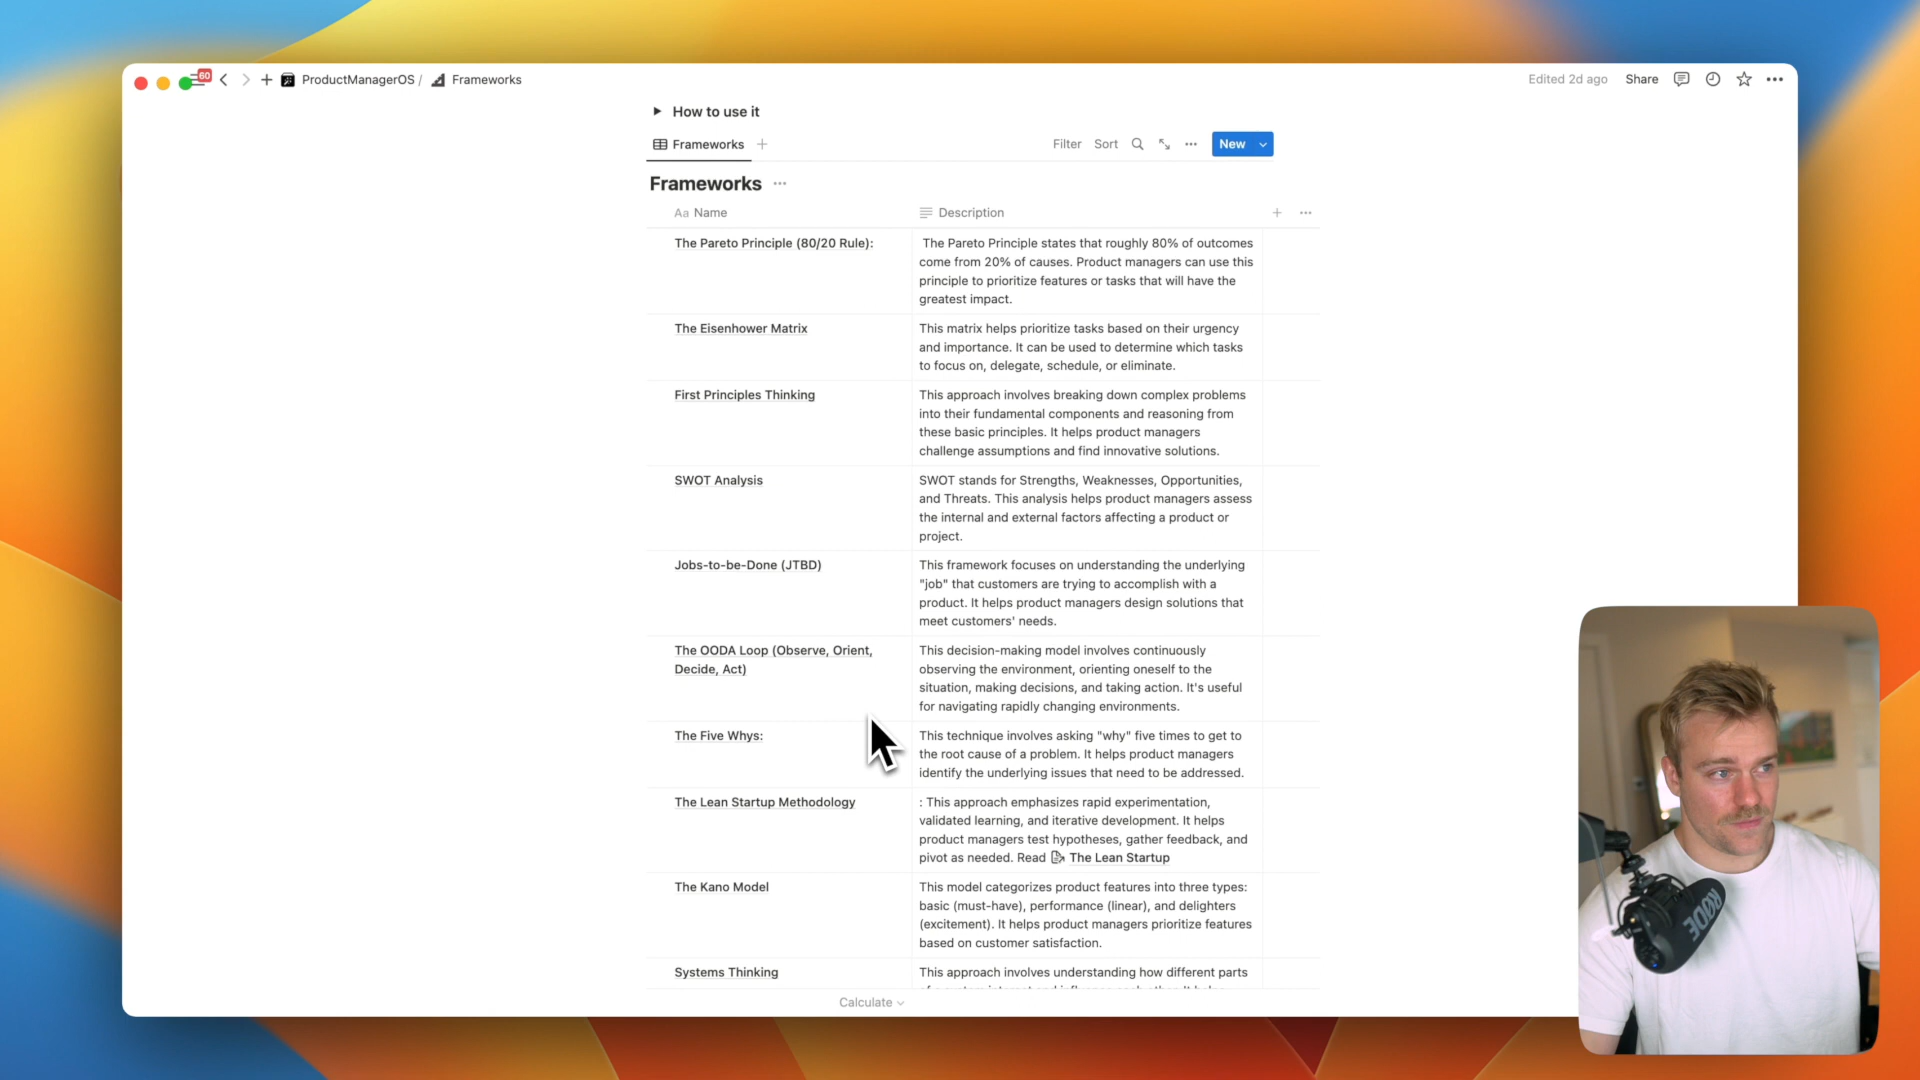 60
ProductManagerOS / Frameworks
Edited 2d ago Share
How to use it
Frameworks
Filter Sort New
Frameworks
Aa Name Description
The Pareto Principle (80/20 Rule):
The Pareto Principle states that roughly 80% of outcomes
come from 20% of causes. Product managers can use this
principle to prioritize features or tasks that will have the
greatest impact.
The Eisenhower Matrix
This matrix helps prioritize tasks based on their urgency
and importance. It can be used to determine which tasks
to focus on, delegate, schedule, or eliminate.
First Principles Thinking
This approach involves breaking down complex problems
into their fundamental components and reasoning from
these basic principles. It helps product managers
challenge assumptions and find innovative solutions.
SWOT Analysis
SWOT stands for Strengths, Weaknesses, Opportunities,
and Threats. This analysis helps product managers assess
the internal and external factors affecting a product or
project.
Jobs-to-be-Done (JTBD)
This framework focuses on understanding the underlying
"job" that customers are trying to accomplish with a
product. It helps product managers design solutions that
meet customers' needs.
The OODA Loop (Observe, Orient,
Decide, Act)
This decision-making model involves continuously
observing the environment, orienting oneself to the
situation, making decisions, and taking action. It's useful
for navigating rapidly changing environments.
The Five Whys:
This technique involves asking "why" five times to get to
the root cause of a problem. It helps product managers
identify the underlying issues that need to be addressed.
The Lean Startup Methodology
: This approach emphasizes rapid experimentation,
validated learning, and iterative development. It helps
product managers test hypotheses, gather feedback, and
pivot as needed. Read The Lean Startup
The Kano Model
This model categorizes product features into three types:
basic (must-have), performance (linear), and delighters
(excitement). It helps product managers prioritize features
based on customer satisfaction.
Systems Thinking
This approach involves understanding how different parts
Calculate
RØDE